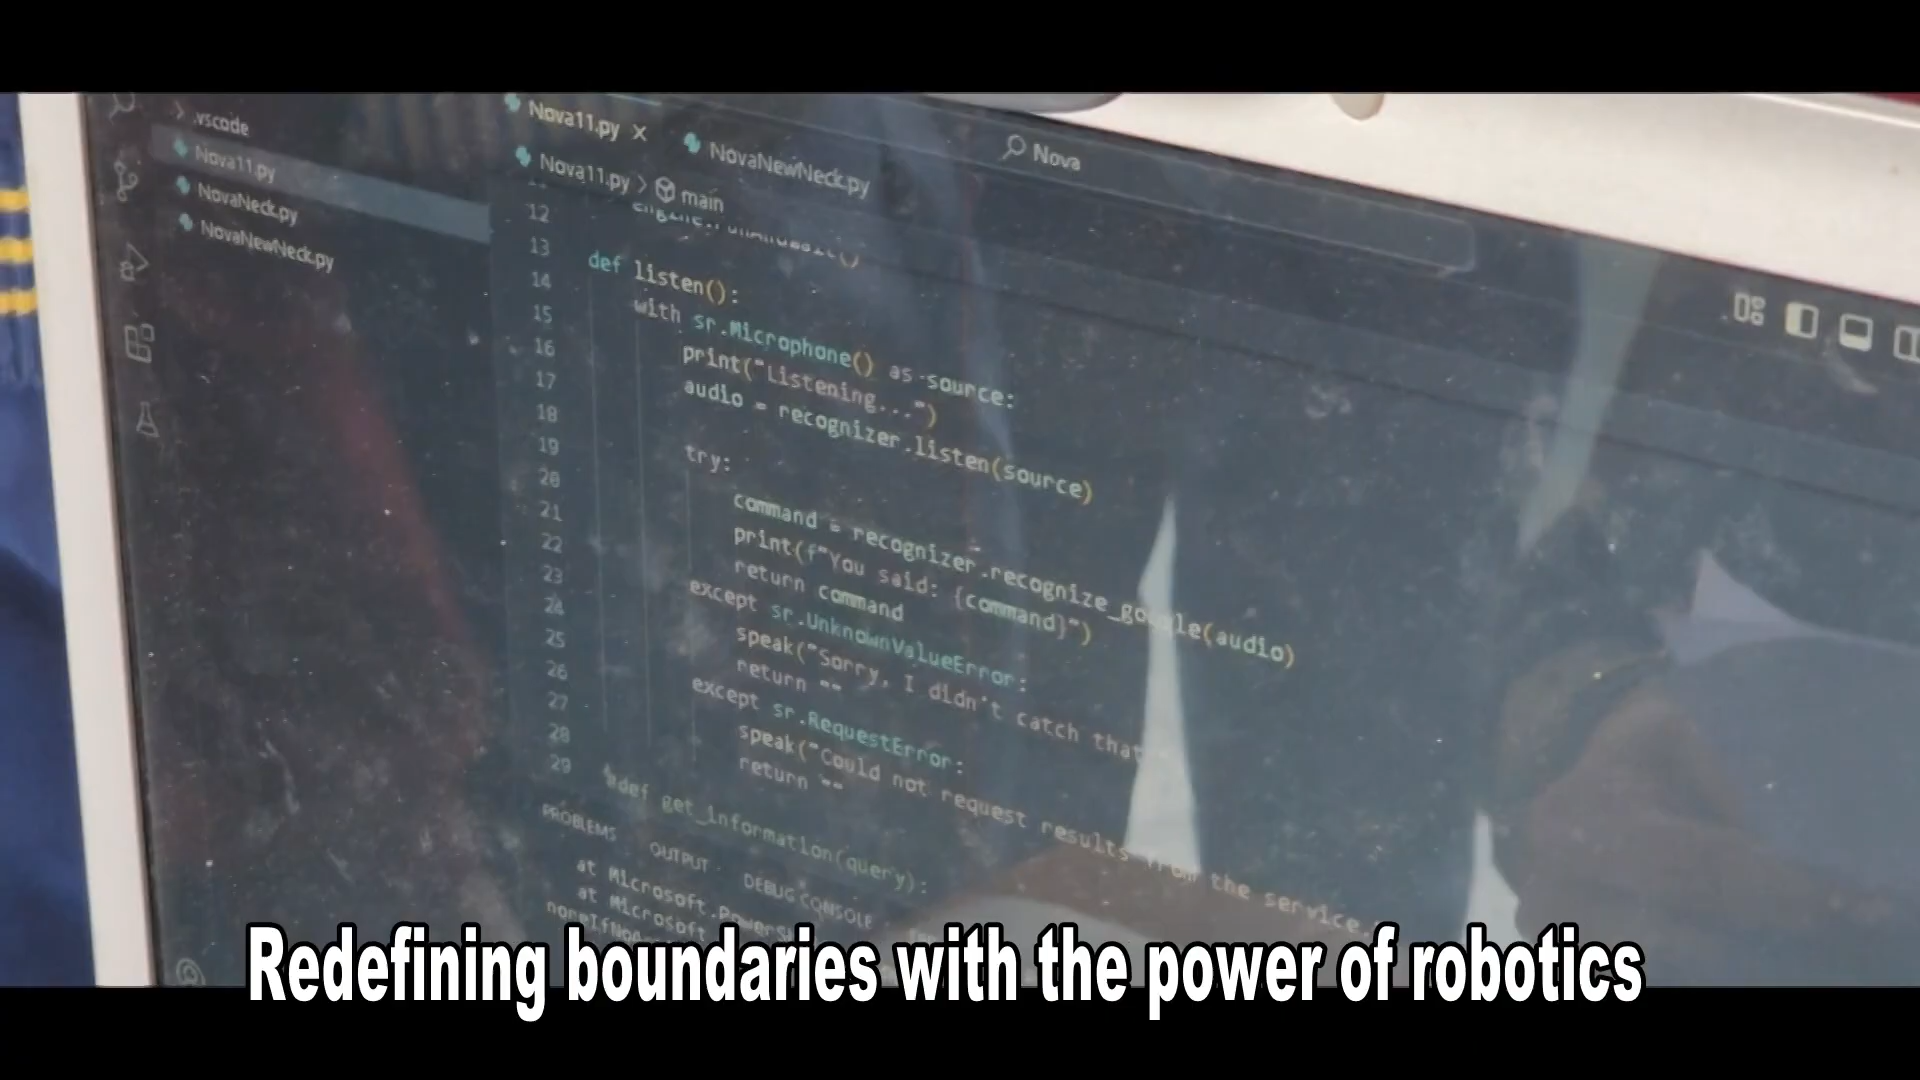 .vscode
Nova11.py
NovaNeck.py
NovaNewNeck.py
Nova11.py
NovaNewNeck.py
Nova
Nova11.py > main
12
13
14 def listen():
15 with sr.Microphone() as source:
16 print("Listening...")
17 audio = recognizer.listen(source)
18
19 try:
20 command = recognizer.recognize_google(audio)
21 print(f"You said: {command}")
22 return command
23 except sr.UnknownValueError:
24 speak("Sorry, I didn't catch that
25 return ""
26 except sr.RequestError:
27 speak("Could not request results from the service.
28 return ""
29 #def get_information(query):
PROBLEMS OUTPUT DEBUG CONSOLE
at Microsoft.PowerS
at Microsoft
Redefining boundaries with the power of robotics